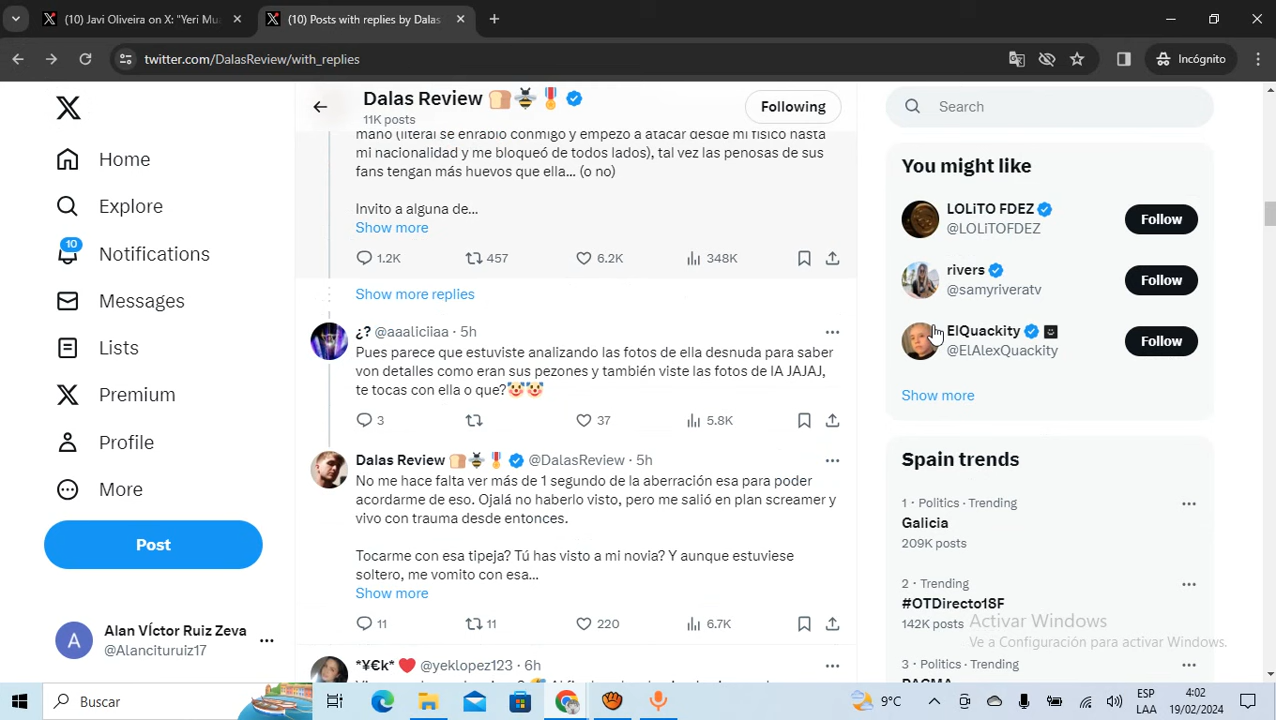 (10) Javi Oliveira on X: "Yeri Mu
(10) Posts with replies by Dalas
twitter.com/DalasReview/with_replies
Incógnito
X
Home
Explore
10
Notifications
Messages
Lists
Premium
Profile
More
Post
Alan VÍctor Ruiz Zeva
@Alancituruiz17
Dalas Review
11K posts
Following
mano (literal se enrabió conmigo y empezó a atacar desde mi físico hasta
mi nacionalidad y me bloqueó de todos lados), tal vez las penosas de sus
fans tengan más huevos que ella... (o no)
Invito a alguna de...
Show more
1.2K 457 6.2K 348K
Show more replies
¿? @aaaliciiaa · 5h
Pues parece que estuviste analizando las fotos de ella desnuda para saber
von detalles como eran sus pezones y también viste las fotos de IA JAJAJ,
te tocas con ella o que?🤡🤡
3 37 5.8K
Dalas Review 🍞🐝🎖️ @DalasReview · 5h
No me hace falta ver más de 1 segundo de la aberración esa para poder
acordarme de eso. Ojalá no haberlo visto, pero me salió en plan screamer y
vivo con trauma desde entonces.
Tocarme con esa tipeja? Tú has visto a mi novia? Y aunque estuviese
soltero, me vomito con esa...
Show more
11 11 220 6.7K
*¥€k* ❤️ @yeklopez123 · 6h
Search
You might like
LOLiTO FDEZ
@LOLiTOFDEZ
Follow
rivers
@samyriveratv
Follow
ElQuackity
@ElAlexQuackity
Follow
Show more
Spain trends
1 · Politics · Trending
Galicia
209K posts
2 · Trending
#OTDirecto18F
142K posts
3 · Politics · Trending
Activar Windows
Ve a Configuración para activar Windows.
Buscar
9°C
ESP
LAA
4:02
19/02/2024